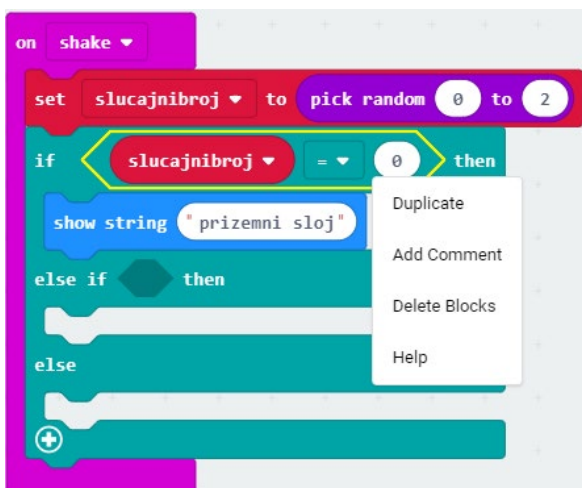 on shake
set slucajnibroj to pick random 0 to 2
if slucajnibroj = 0 then
Duplicate
show string "prizemni sloj"
Add Comment
else if then
Delete Blocks
else
Help